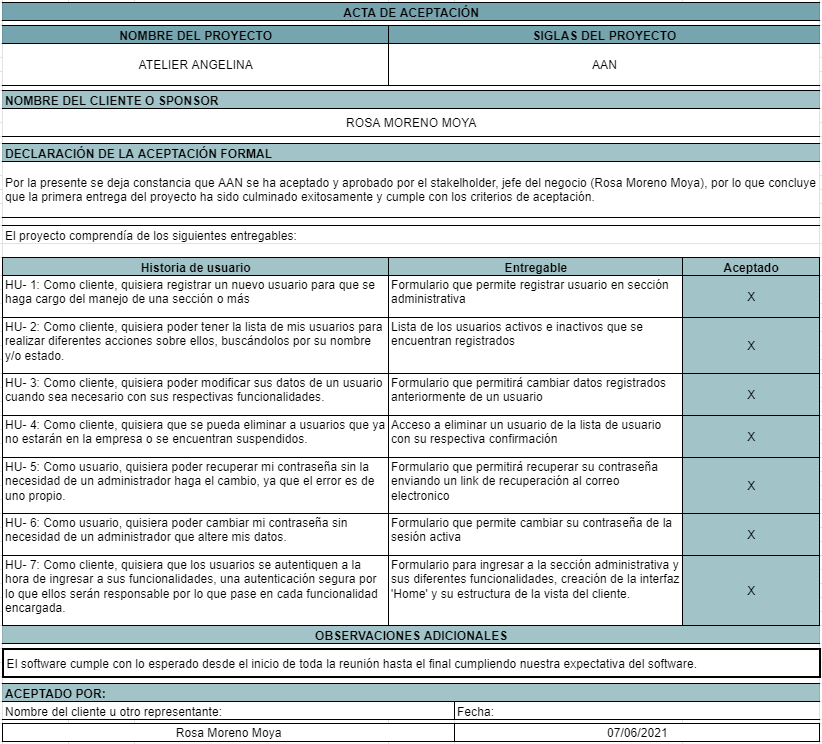 ACTA DE ACEPTACIÓN
NOMBRE DEL PROYECTO
SIGLAS DEL PROYECTO
ATELIER ANGELINA
AAN
NOMBRE DEL CLIENTE O SPONSOR
ROSA MORENO MOYA
DECLARACIÓN DE LA ACEPTACIÓN FORMAL
Por la presente se deja constancia que AAN se ha aceptado y aprobado por el stakelholder, jefe del negocio (Rosa Moreno Moya), por lo que concluye
que la primera entrega del proyecto ha sido culminado exitosamente y cumple con los criterios de aceptación.
El proyecto comprendía de los siguientes entregables:
Historia de usuario
Entregable
Aceptado
HU- 1: Como cliente, quisiera registrar un nuevo usuario para que se
haga cargo del manejo de una sección o más
Formulario que permite registrar usuario en sección
administrativa
X
HU- 2: Como cliente, quisiera poder tener la lista de mis usuarios para
realizar diferentes acciones sobre ellos, buscándolos por su nombre
y/o estado.
Lista de los usuarios activos e inactivos que se
encuentran registrados
X
HU- 3: Como cliente, quisiera poder modificar sus datos de un usuario
cuando sea necesario con sus respectivas funcionalidades.
Formulario que permitirá cambiar datos registrados
anteriormente de un usuario
X
HU- 4: Como cliente, quisiera que se pueda eliminar a usuarios que ya
no estarán en la empresa o se encuentran suspendidos.
Acceso a eliminar un usuario de la lista de usuario
con su respectiva confirmación
X
HU- 5: Como usuario, quisiera poder recuperar mi contraseña sin la
necesidad de un administrador haga el cambio, ya que el error es de
uno propio.
Formulario que permitirá recuperar su contraseña
enviando un link de recuperación al correo
electronico
X
HU- 6: Como usuario, quisiera poder cambiar mi contraseña sin
necesidad de un administrador que altere mis datos.
Formulario que permite cambiar su contraseña de la
sesión activa
X
HU- 7: Como cliente, quisiera que los usuarios se autentiquen a la
hora de ingresar a sus funcionalidades, una autenticación segura por
lo que ellos serán responsable por lo que pase en cada funcionalidad
encargada.
Formulario para ingresar a la sección administrativa y
sus diferentes funcionalidades, creación de la interfaz
'Home' y su estructura de la vista del cliente.
X
OBSERVACIONES ADICIONALES
El software cumple con lo esperado desde el inicio de toda la reunión hasta el final cumpliendo nuestra expectativa del software.
ACEPTADO POR:
Nombre del cliente u otro representante:
Fecha:
Rosa Moreno Moya
07/06/2021